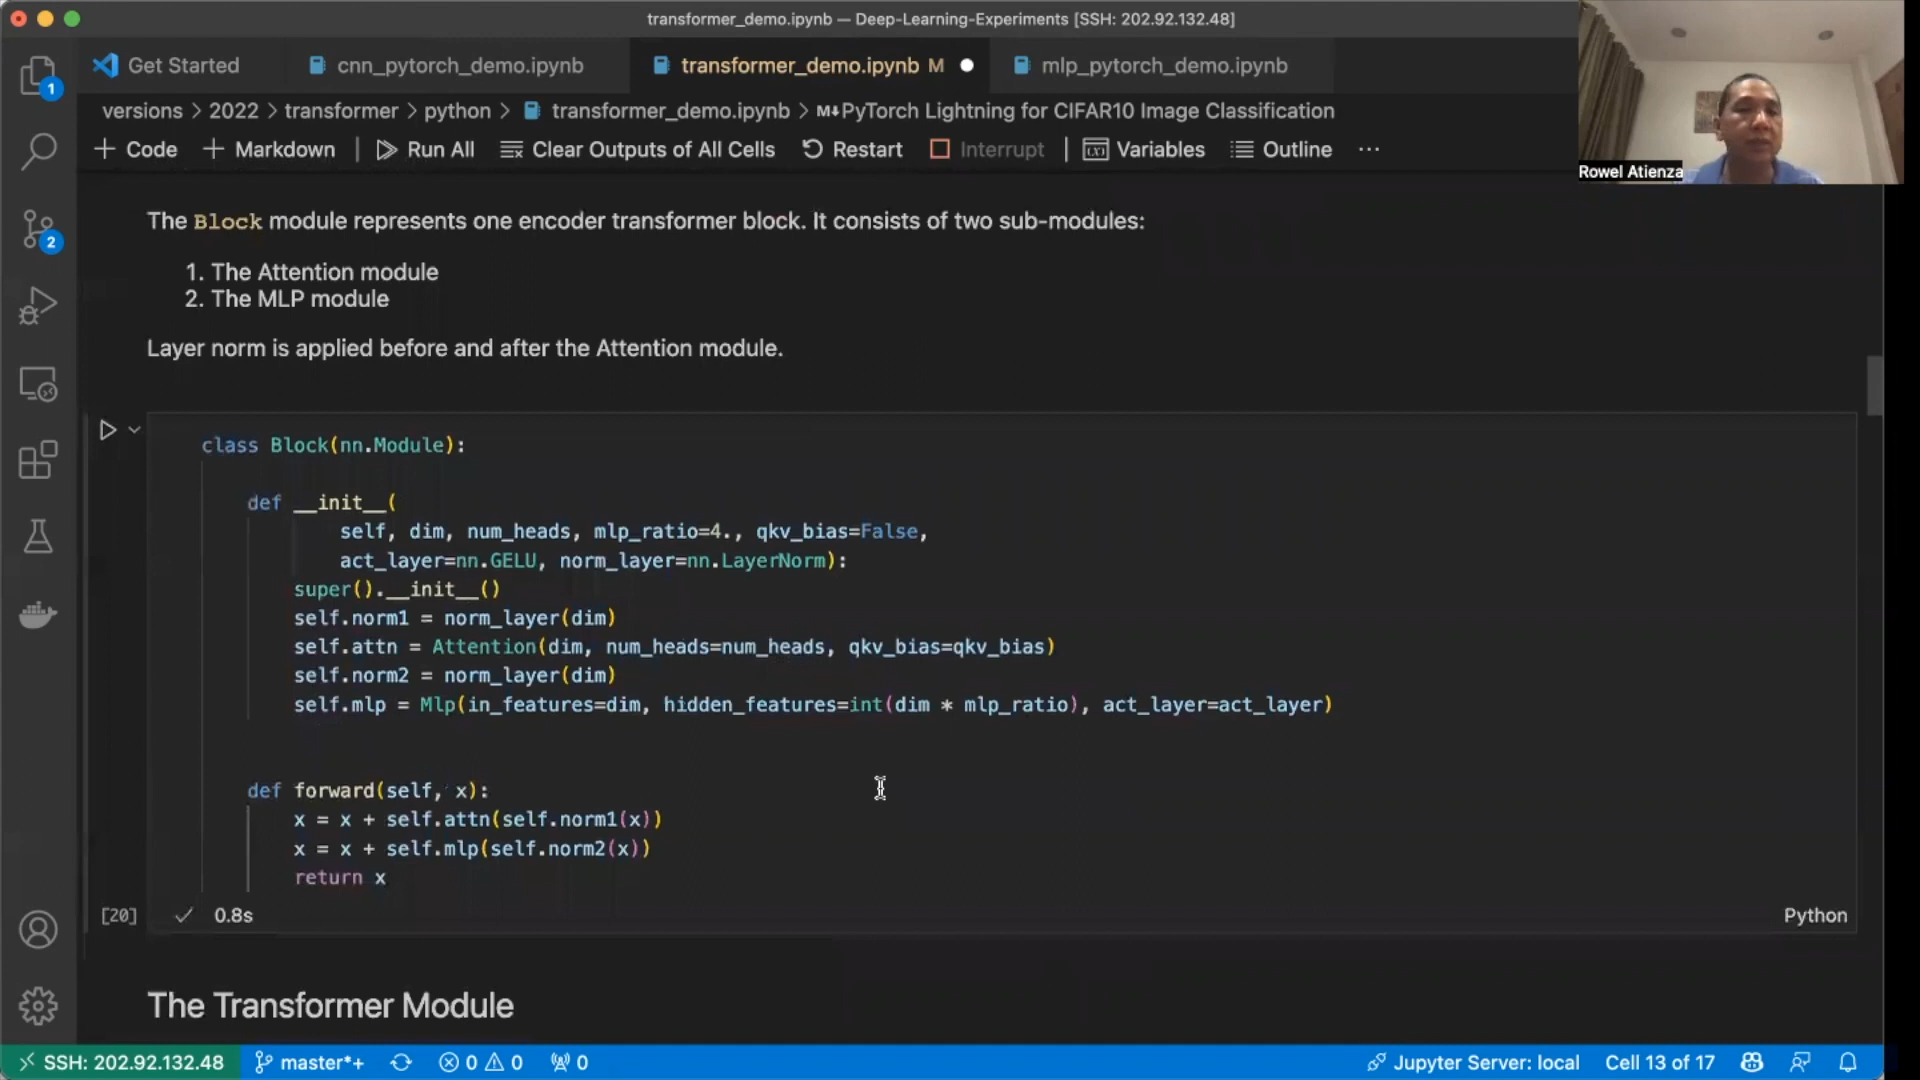 transformer_demo.ipynb — Deep-Learning-Experiments [SSH: 202.92.132.48]
Get Started
cnn_pytorch_demo.ipynb
transformer_demo.ipynb M
mlp_pytorch_demo.ipynb
versions > 2022 > transformer > python > transformer_demo.ipynb > M↓PyTorch Lightning for CIFAR10 Image Classification
+ Code + Markdown | Run All Clear Outputs of All Cells Restart Interrupt | Variables Outline ···
Rowel Atienza
1
2
The Block module represents one encoder transformer block. It consists of two sub-modules:
1. The Attention module
2. The MLP module
Layer norm is applied before and after the Attention module.
class Block(nn.Module):
def __init__(
self, dim, num_heads, mlp_ratio=4., qkv_bias=False,
act_layer=nn.GELU, norm_layer=nn.LayerNorm):
super().__init__()
self.norm1 = norm_layer(dim)
self.attn = Attention(dim, num_heads=num_heads, qkv_bias=qkv_bias)
self.norm2 = norm_layer(dim)
self.mlp = Mlp(in_features=dim, hidden_features=int(dim * mlp_ratio), act_layer=act_layer)
def forward(self, x):
x = x + self.attn(self.norm1(x))
x = x + self.mlp(self.norm2(x))
return x
[20] ✓ 0.8s
Python
The Transformer Module
SSH: 202.92.132.48 master*+ 0 0 0 Jupyter Server: local Cell 13 of 17